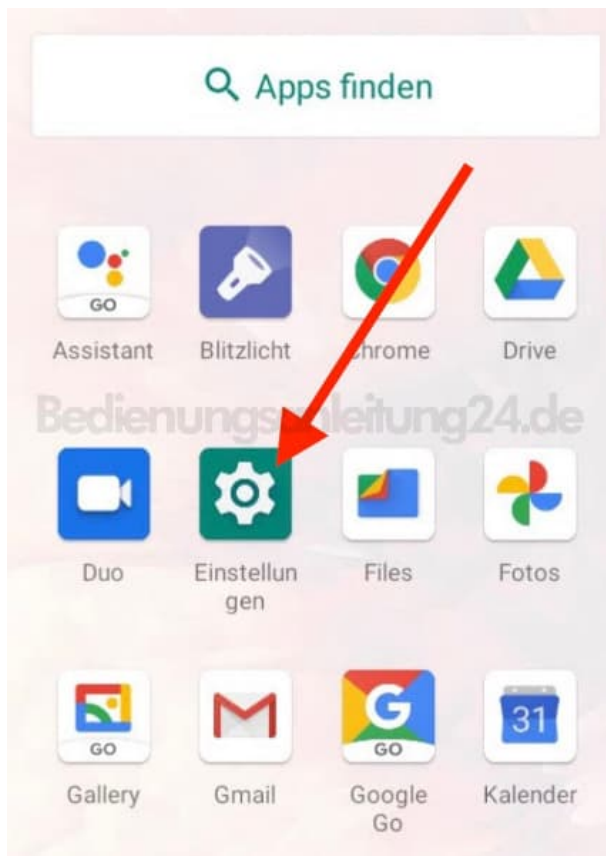 Apps finden
GO
Assistant
Blitzlicht
Chrome
Drive
Bedienungsanleitung24.de
Duo
Einstellun
gen
Files
Fotos
GO
G
GO
31
Gallery
Gmail
Google
Go
Kalender